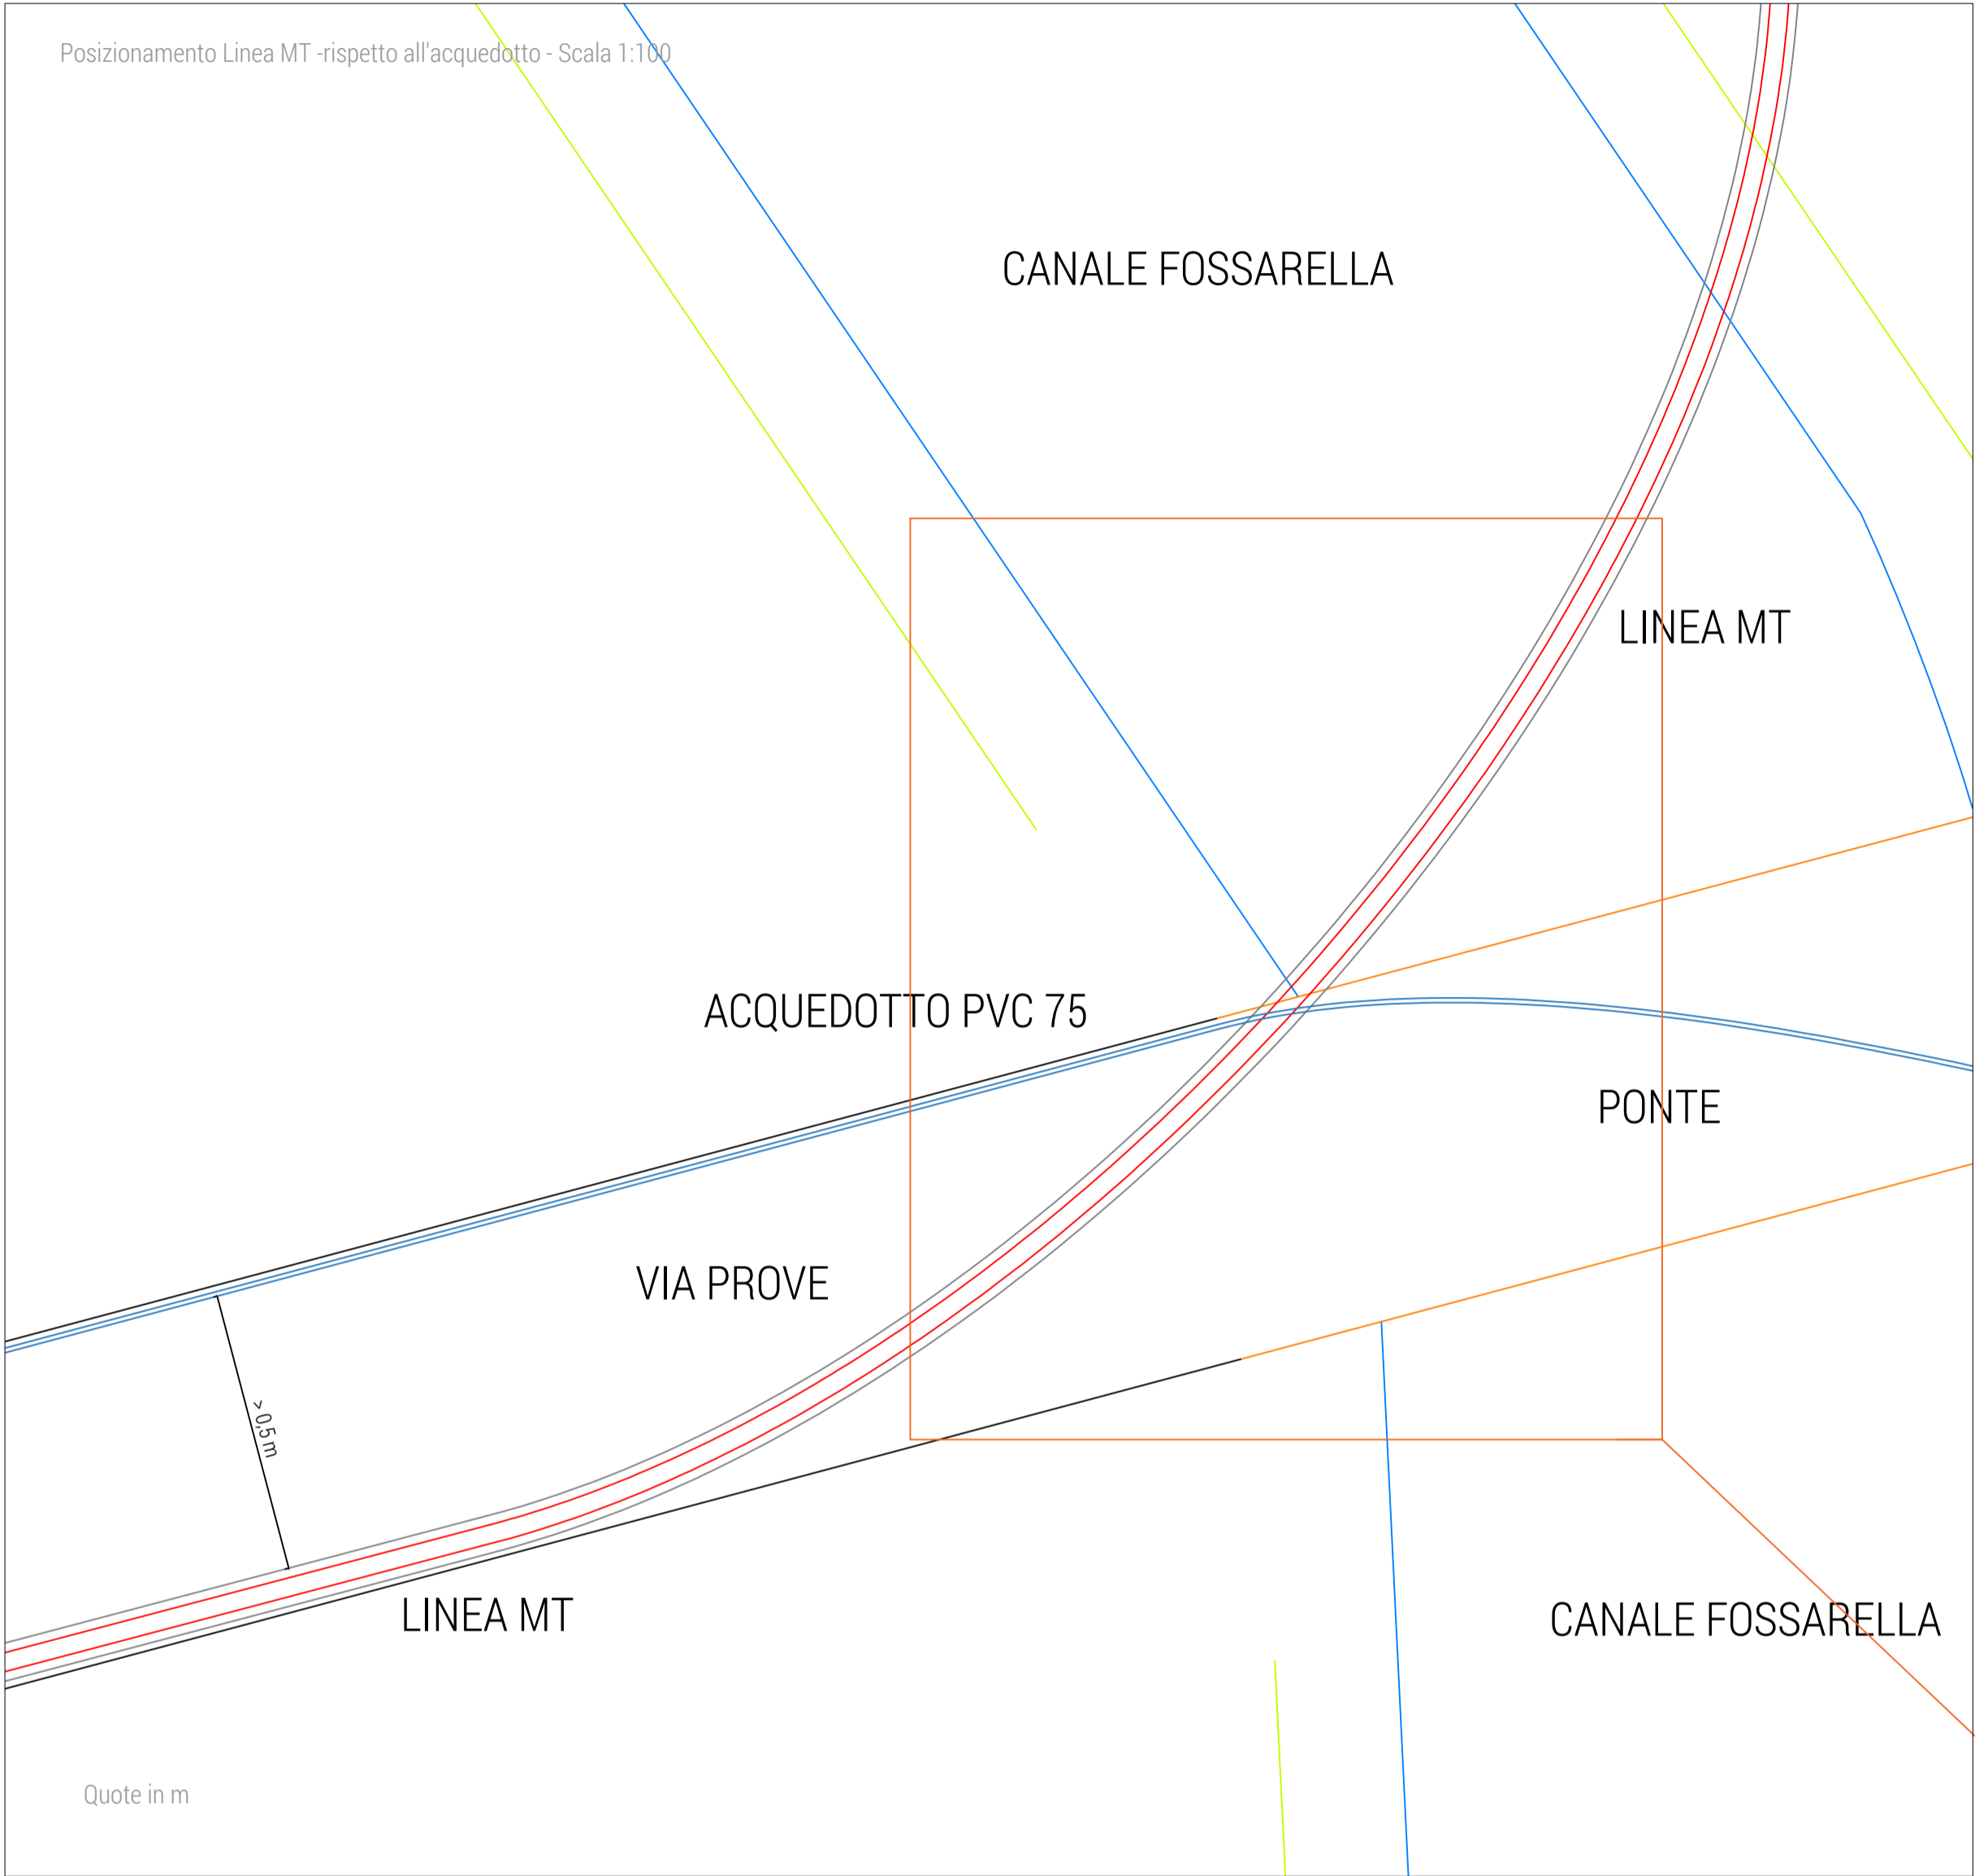 Posizionamento Linea MT -rispetto all'acquedotto - Scala 1:100
CANALE FOSSARELLA
LINEA MT
ACQUEDOTTO PVC 75
PONTE
VIA PROVE
> 0,5 m
LINEA MT
CANALE FOSSARELLA
Quote in m